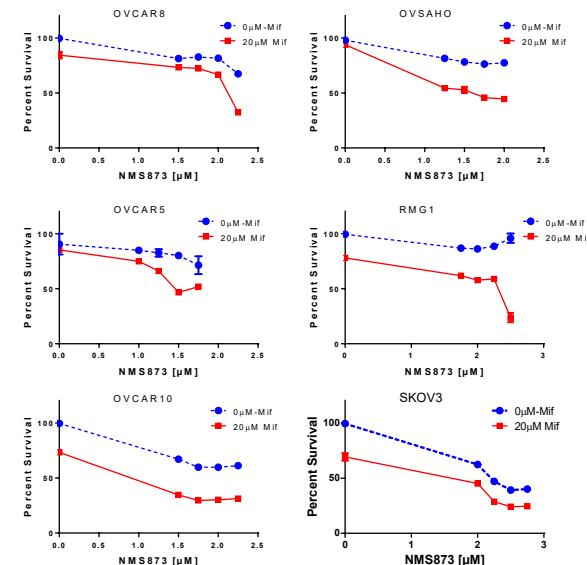 OVCAR8
0μM-Mif
20μM Mif
Percent Survival
100
50
0
0.0 0.5 1.0 1.5 2.0 2.5
NMS873 [μM]
OVSAHO
0μM-Mif
20μM Mif
Percent Survival
100
50
0
0.0 0.5 1.0 1.5 2.0 2.5
NMS873 [μM]
OVCAR5
0μM-Mif
20μM Mif
Percent Survival
100
50
0
0.0 0.5 1.0 1.5 2.0 2.5
NMS873 [μM]
RMG1
0μM-Mif
20μM Mif
Percent Survival
100
50
0
0 1 2 3
NMS873 [μM]
OVCAR10
0μM-Mif
20μM Mif
Percent Survival
100
50
0
0.0 0.5 1.0 1.5 2.0 2.5
NMS873 [μM]
SKOV3
0μM-Mif
20μM Mif
Percent Survival
100
50
0
0 1 2 3
NMS873 [μM]